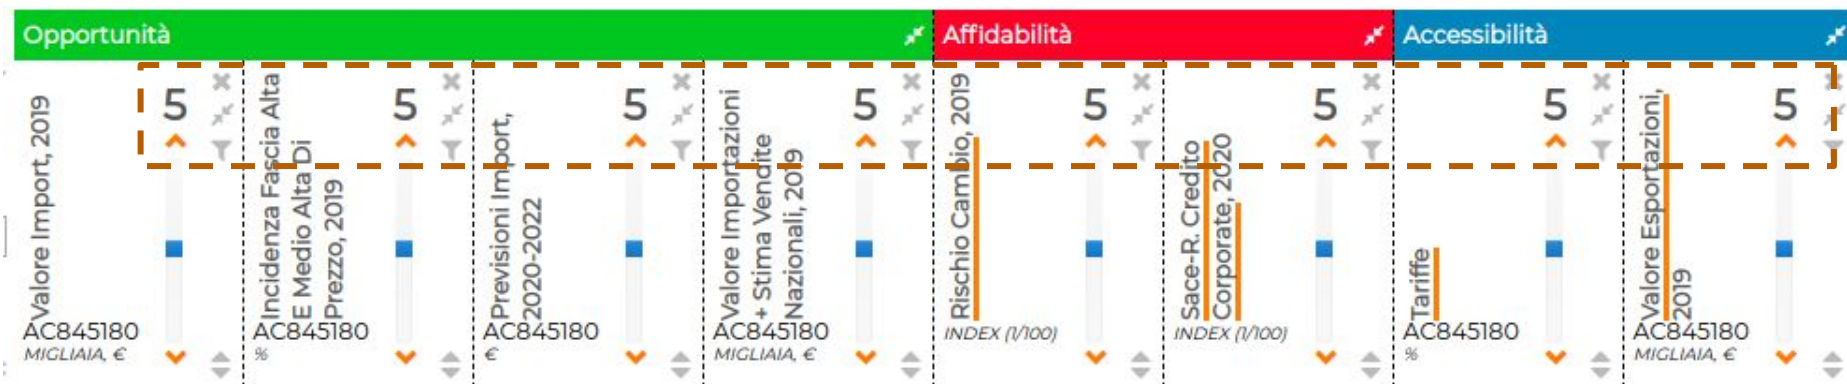 Opportunità
Affidabilità
Accessibilità
Valore Import, 2019
5
AC845180
MIGLIAIA, €
Incidenza Fascia Alta
E Medio Alta Di
Prezzo, 2019
5
AC845180
%
Previsioni Import,
2020-2022
5
AC845180
€
Valore Importazioni
+ Stima Vendite
Nazionali, 2019
5
AC845180
MIGLIAIA, €
Rischio Cambio, 2019
5
INDEX (1/100)
Sace-R. Credito
Corporate, 2020
5
INDEX (1/100)
Tariffe
5
AC845180
%
Valore Esportazioni,
2019
5
AC845180
MIGLIAIA, €